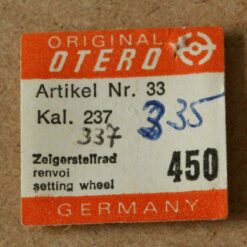 ORIGINAL
OTERO
Artikel Nr. 33
Kal. 237
337
335
Zeigerstellrad
renvoi
setting wheel
450
GERMANY